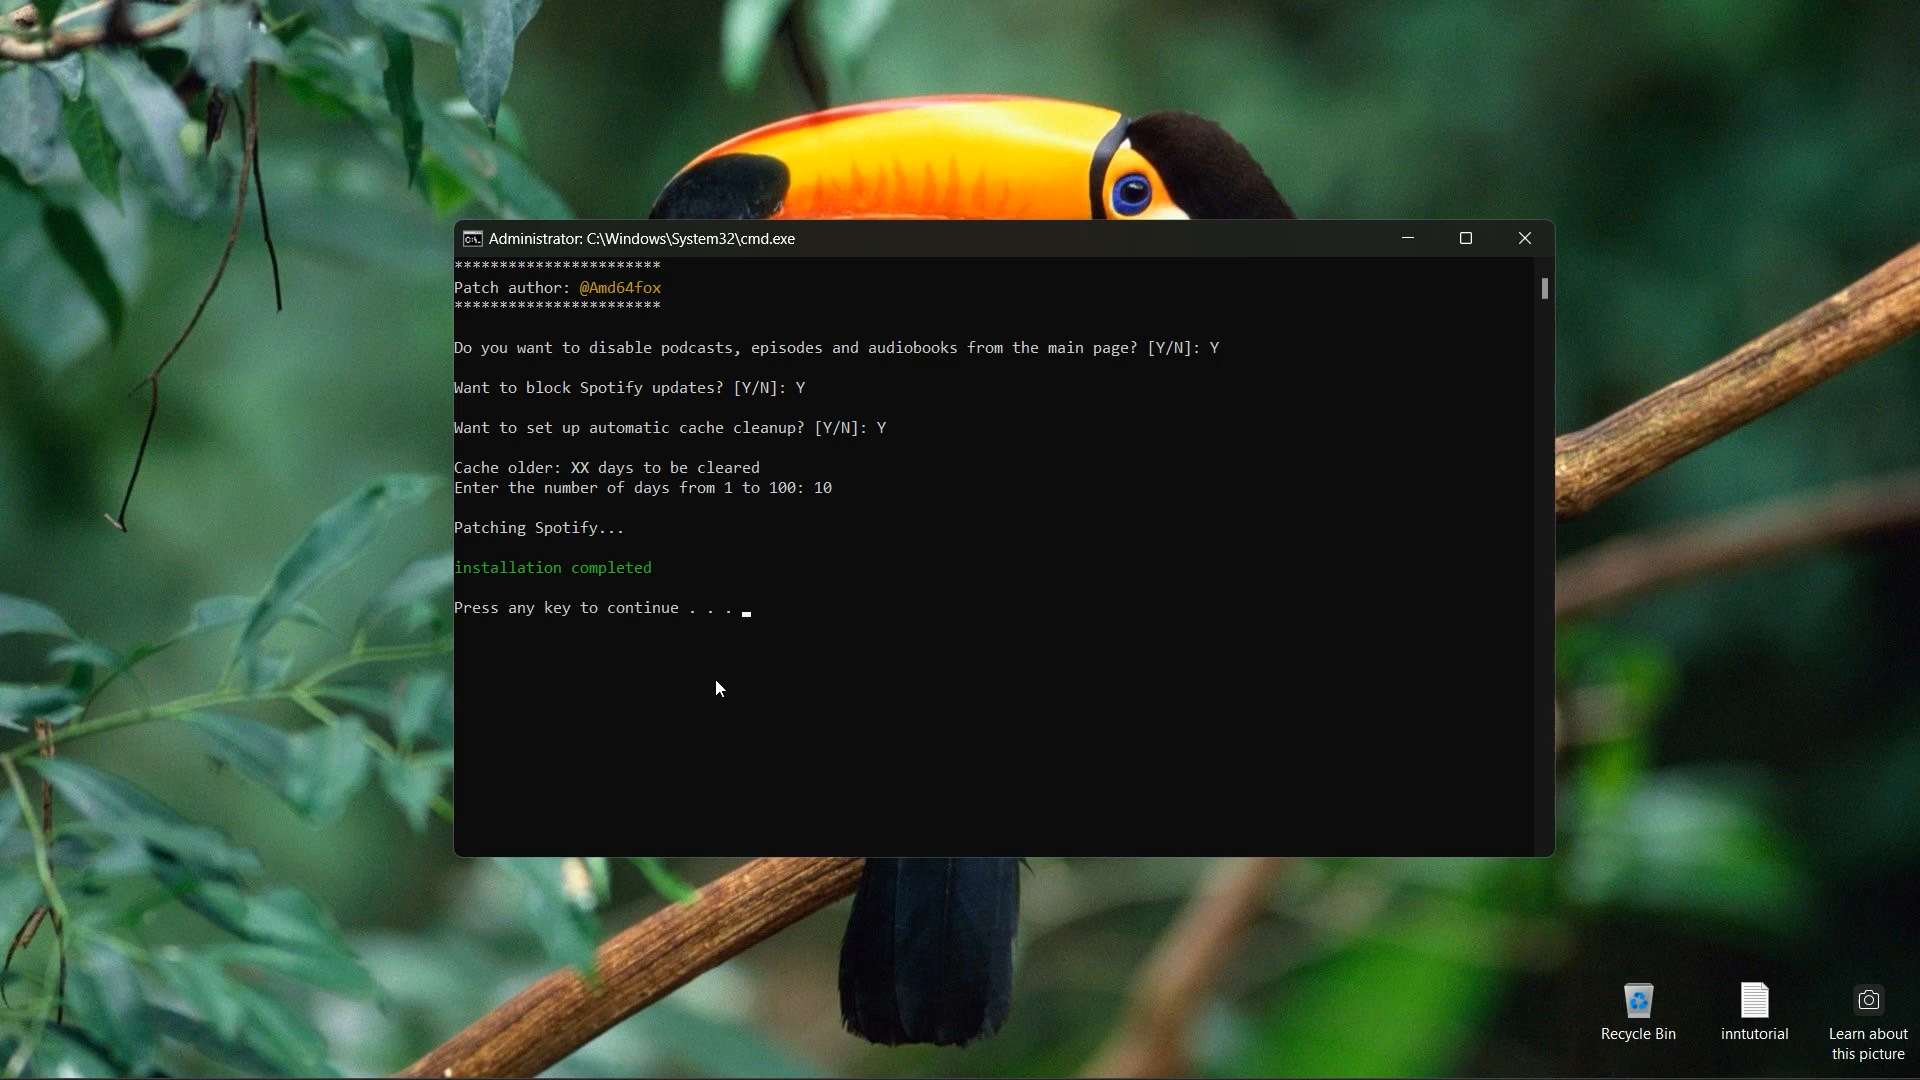 Administrator: C:\Windows\System32\cmd.exe
***********************
Patch author: @Amd64fox
***********************
Do you want to disable podcasts, episodes and audiobooks from the main page? [Y/N]: Y
Want to block Spotify updates? [Y/N]: Y
Want to set up automatic cache cleanup? [Y/N]: Y
Cache older: XX days to be cleared
Enter the number of days from 1 to 100: 10
Patching Spotify...
installation completed
Press any key to continue . . .
Recycle Bin
inntutorial
Learn about
this picture